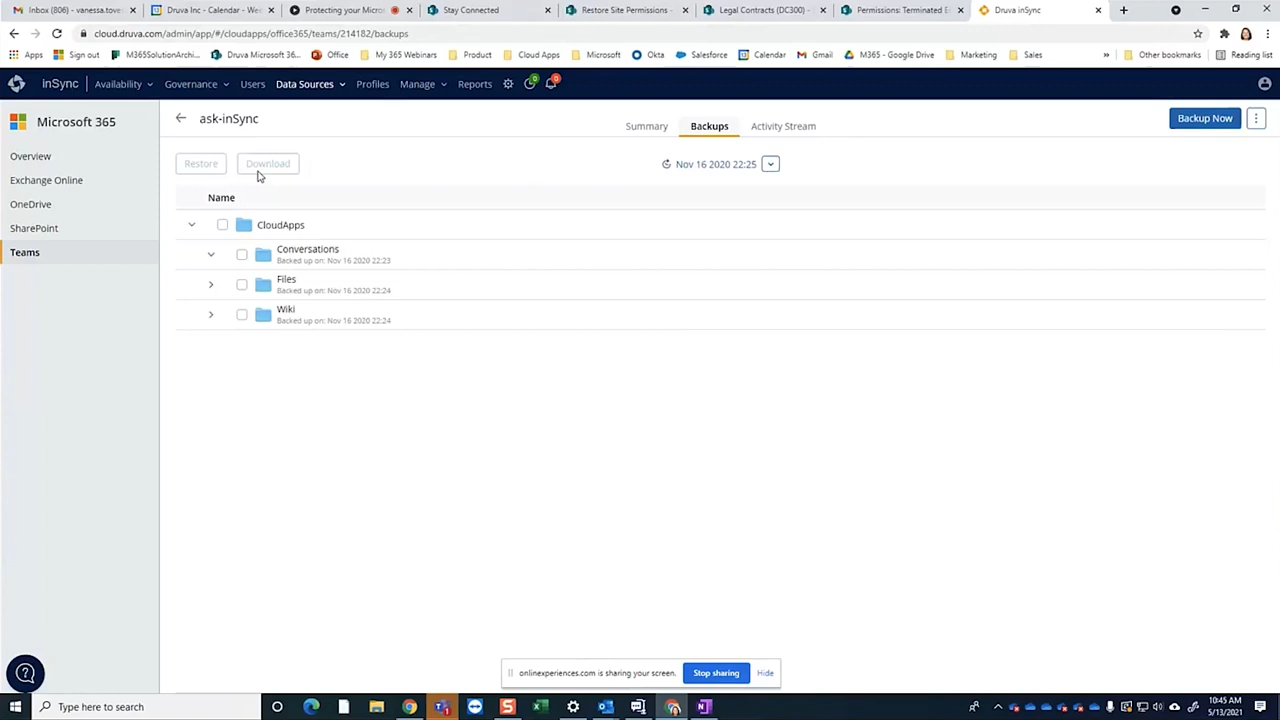 Inbox (806) - vanessa.toves
Druva Inc - Calendar - Wee
Protecting your Micros
Stay Connected
Restore Site Permissions -
Legal Contracts (DC300) -
Permissions: Terminated E
Druva inSync
cloud.druva.com/admin/app/#/cloudapps/office365/teams/214182/backups
Apps
Sign out
M365SolutionArchi...
Druva Microsoft 36...
Office
My 365 Webinars
Product
Cloud Apps
Microsoft
Okta
Salesforce
Calendar
Gmail
M365 - Google Drive
Marketing
Sales
»
Other bookmarks
Reading list
inSync
Availability
Governance
Users
Data Sources
Profiles
Manage
Reports
0
0
Microsoft 365
ask-inSync
Summary
Backups
Activity Stream
Backup Now
Overview
Exchange Online
OneDrive
SharePoint
Teams
Restore
Download
Nov 16 2020 22:25
Name
CloudApps
Conversations
Backed up on: Nov 16 2020 22:23
Files
Backed up on: Nov 16 2020 22:24
Wiki
Backed up on: Nov 16 2020 22:24
onlinexperiences.com is sharing your screen.
Stop sharing
Hide
Type here to search
10:45 AM
5/13/2021